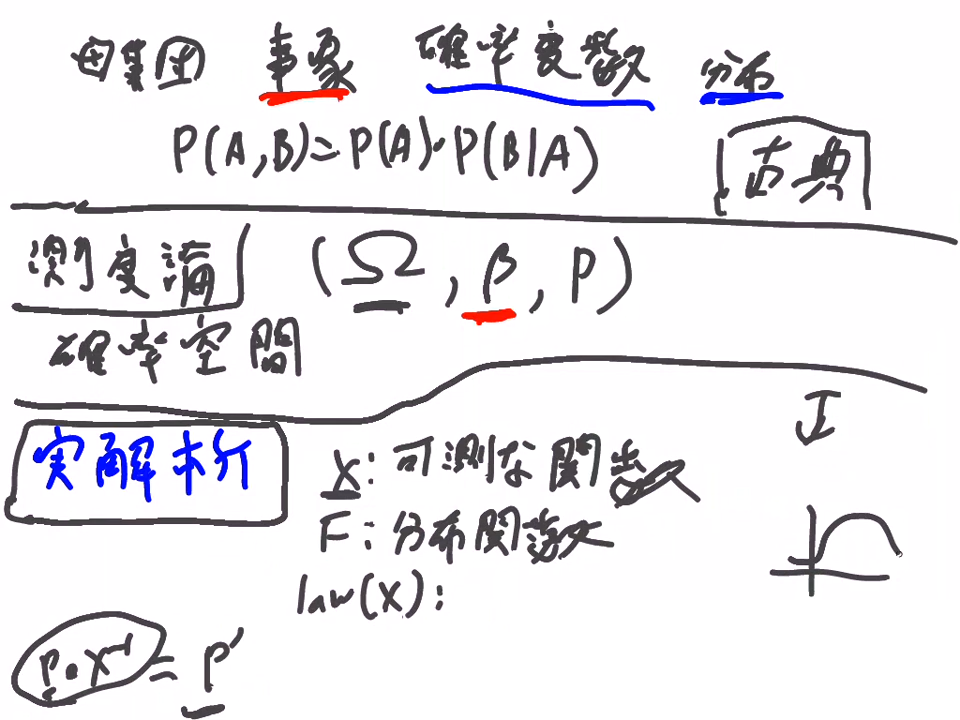 母集団 事象 確率変数 分布
P(A,B)=P(A)・P(B|A)
古典
測度論 (Ω, β, P)
確率空間
実解析
X: 可測な関
F: 分布関数
law(X):
P∘X⁻¹ = P'